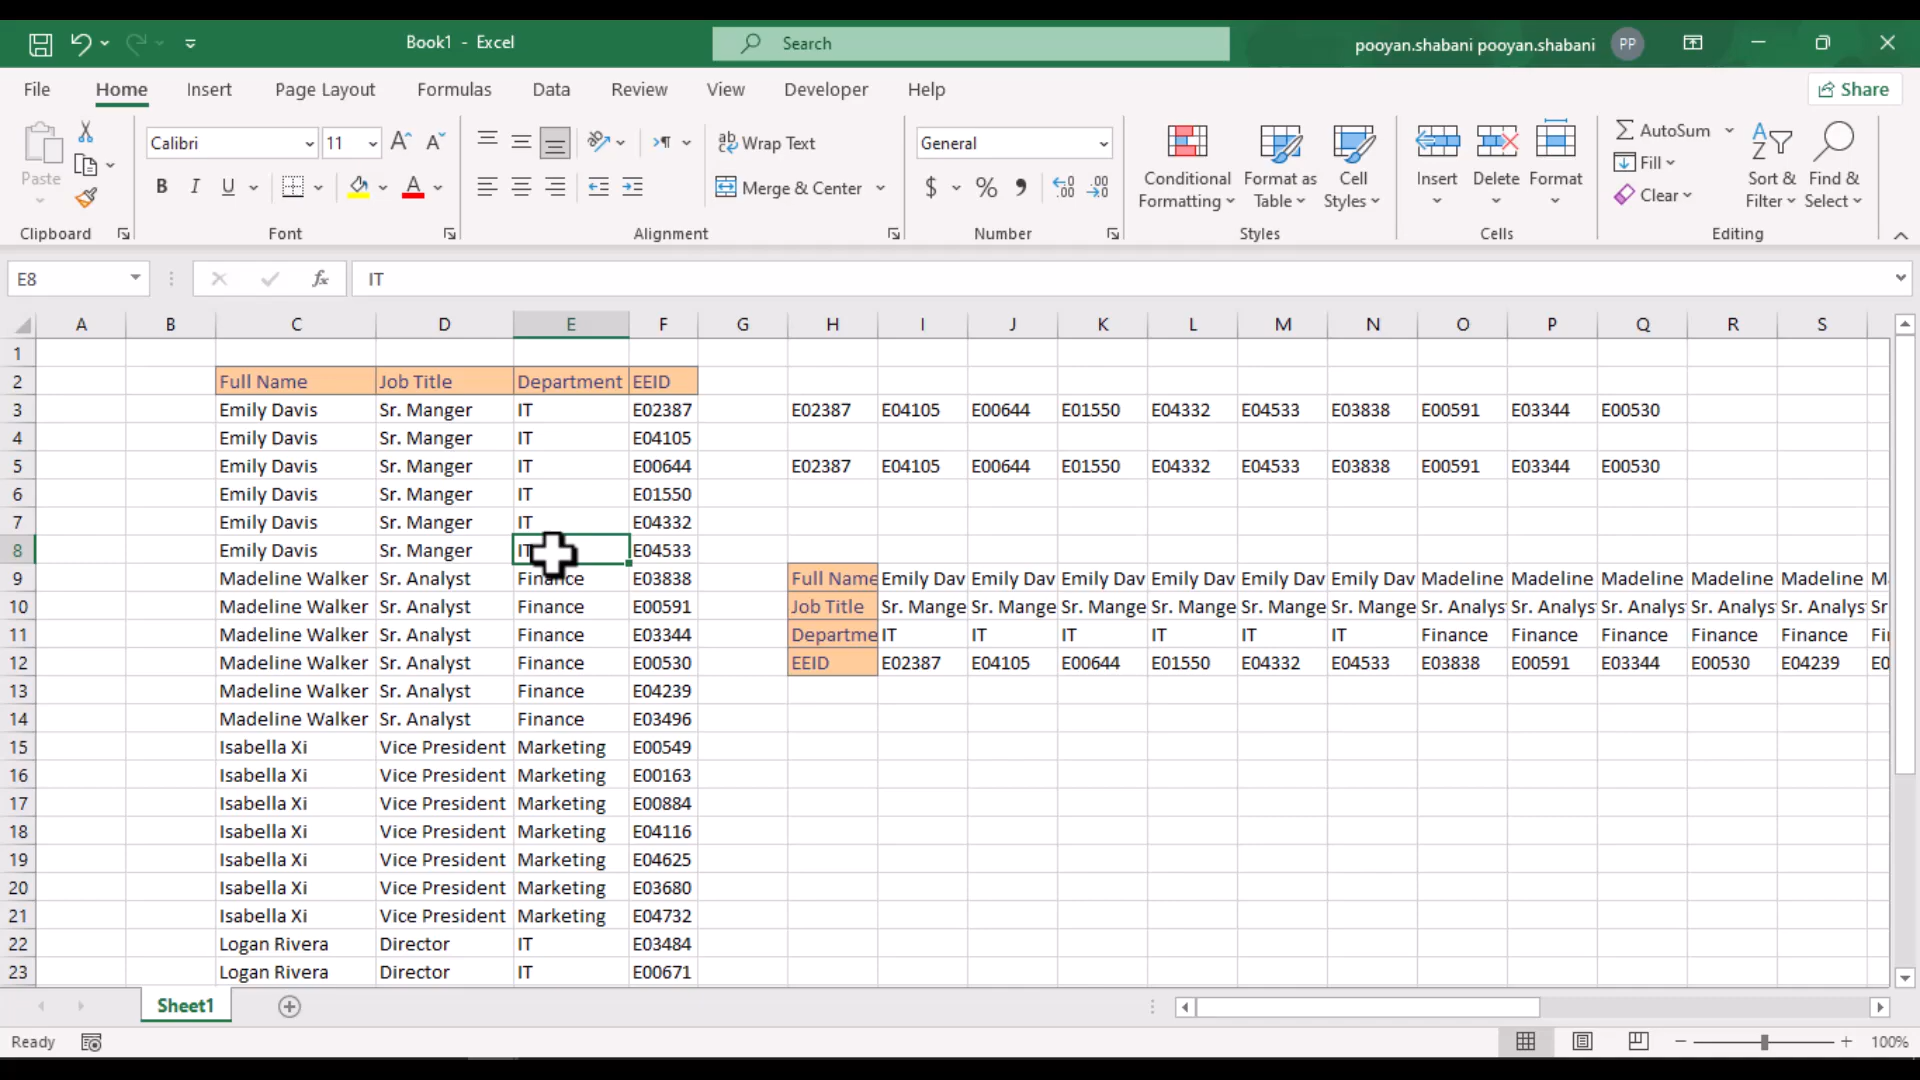 Book1 - Excel
Search
pooyan.shabani pooyan.shabani
PP
File Home Insert Page Layout Formulas Data Review View Developer Help
Share
Paste
Clipboard
Calibri 11
B I U
Font
Wrap Text
Merge & Center
Alignment
General
$ % 9
Number
Conditional Formatting
Format as Table
Cell Styles
Styles
Insert Delete Format
Cells
AutoSum
Fill
Clear
Sort & Filter
Find & Select
Editing
E8 fx IT
A B C D E F G H I J K L M N O P Q R S
1
2 Full Name Job Title Department EEID
3 Emily Davis Sr. Manger IT E02387 E02387 E04105 E00644 E01550 E04332 E04533 E03838 E00591 E03344 E00530
4 Emily Davis Sr. Manger IT E04105
5 Emily Davis Sr. Manger IT E00644 E02387 E04105 E00644 E01550 E04332 E04533 E03838 E00591 E03344 E00530
6 Emily Davis Sr. Manger IT E01550
7 Emily Davis Sr. Manger IT E04332
8 Emily Davis Sr. Manger IT E04533
9 Madeline Walker Sr. Analyst Finance E03838 Full Name Emily Dav Emily Dav Emily Dav Emily Dav Emily Dav Emily Dav Madeline Madeline Madeline Madeline Madeline M
10 Madeline Walker Sr. Analyst Finance E00591 Job Title Sr. Mange Sr. Mange Sr. Mange Sr. Mange Sr. Mange Sr. Mange Sr. Analys Sr. Analys Sr. Analys Sr. Analys Sr. Analys Sr
11 Madeline Walker Sr. Analyst Finance E03344 Departme IT IT IT IT IT IT Finance Finance Finance Finance Finance Fi
12 Madeline Walker Sr. Analyst Finance E00530 EEID E02387 E04105 E00644 E01550 E04332 E04533 E03838 E00591 E03344 E00530 E04239 E0
13 Madeline Walker Sr. Analyst Finance E04239
14 Madeline Walker Sr. Analyst Finance E03496
15 Isabella Xi Vice President Marketing E00549
16 Isabella Xi Vice President Marketing E00163
17 Isabella Xi Vice President Marketing E00884
18 Isabella Xi Vice President Marketing E04116
19 Isabella Xi Vice President Marketing E04625
20 Isabella Xi Vice President Marketing E03680
21 Isabella Xi Vice President Marketing E04732
22 Logan Rivera Director IT E03484
23 Logan Rivera Director IT E00671
Sheet1
Ready
100%